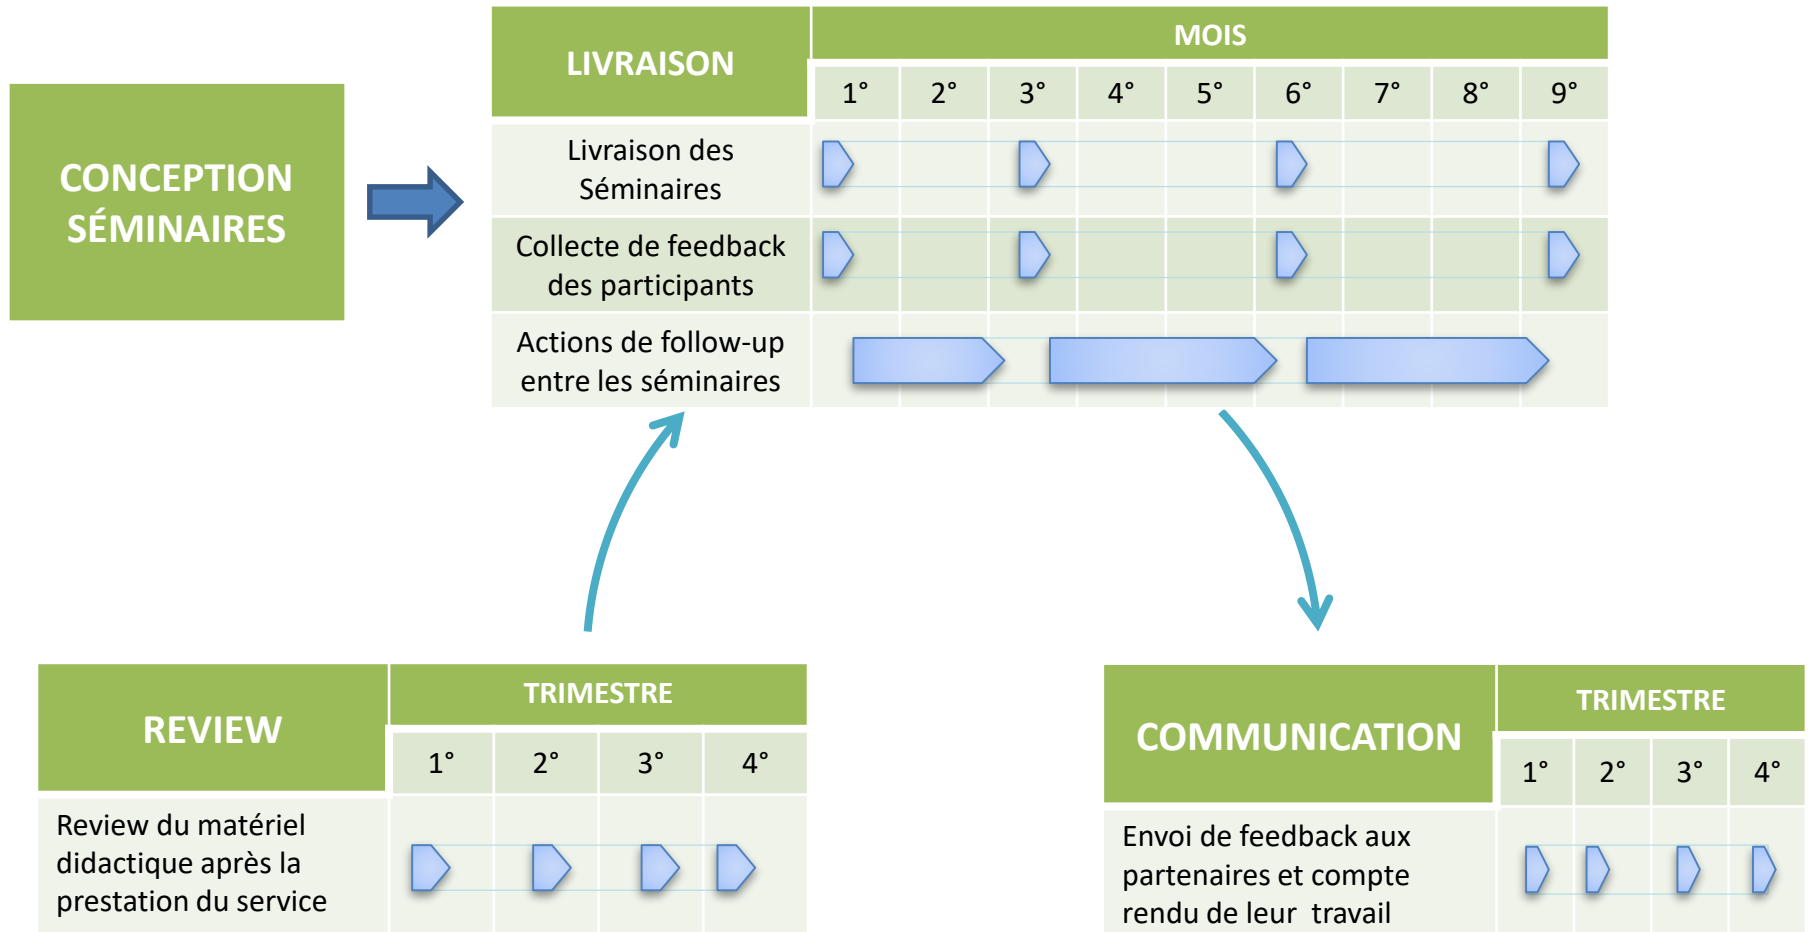 CONCEPTION
SÉMINAIRES
LIVRAISON
MOIS
1° 2° 3° 4° 5° 6° 7° 8° 9°
Livraison des
Séminaires
Collecte de feedback
des participants
Actions de follow-up
entre les séminaires
REVIEW
TRIMESTRE
1° 2° 3° 4°
Review du matériel
didactique après la
prestation du service
COMMUNICATION
TRIMESTRE
1° 2° 3° 4°
Envoi de feedback aux
partenaires et compte
rendu de leur travail